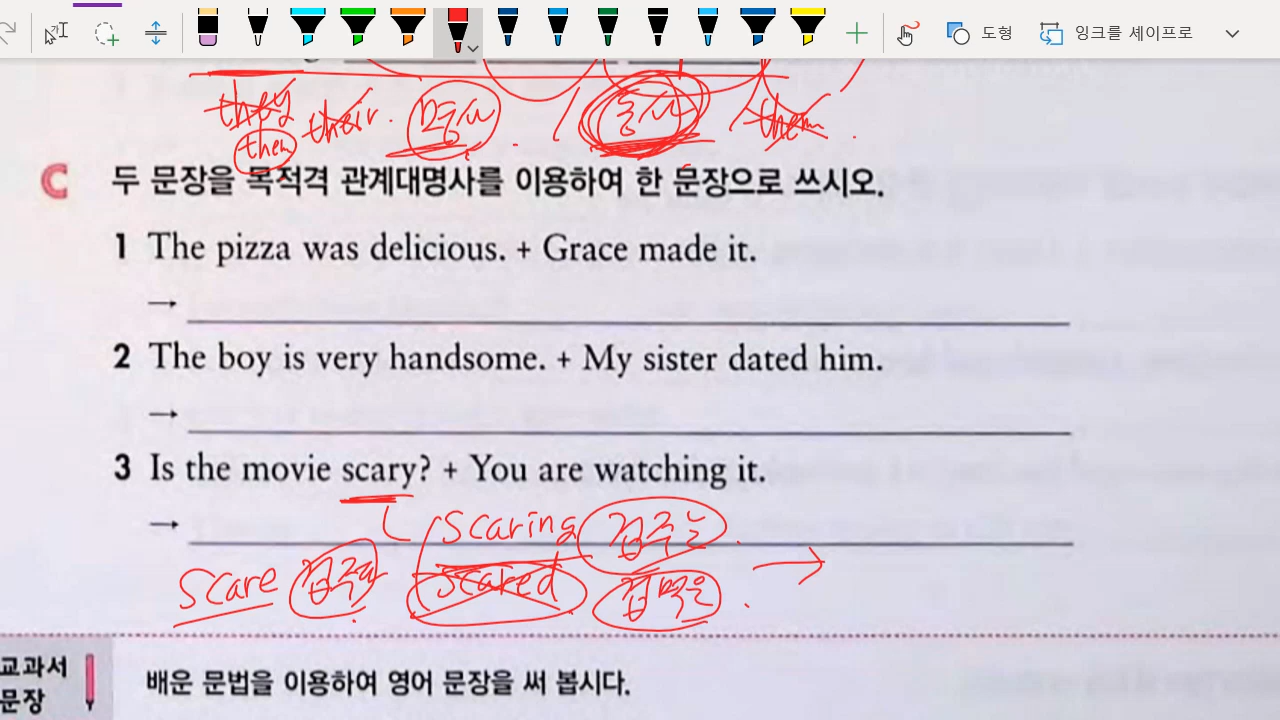 도형 잉크를 셰이프로
they their. 명사 / 동사 / them
them
C 두 문장을 목적격 관계대명사를 이용하여 한 문장으로 쓰시오.
1 The pizza was delicious. + Grace made it.
→
2 The boy is very handsome. + My sister dated him.
→
3 Is the movie scary? + You are watching it.
→
scaring 겁주는.
scare 겁주다 scared 겁먹은. →
교과서
문장
배운 문법을 이용하여 영어 문장을 써 봅시다.